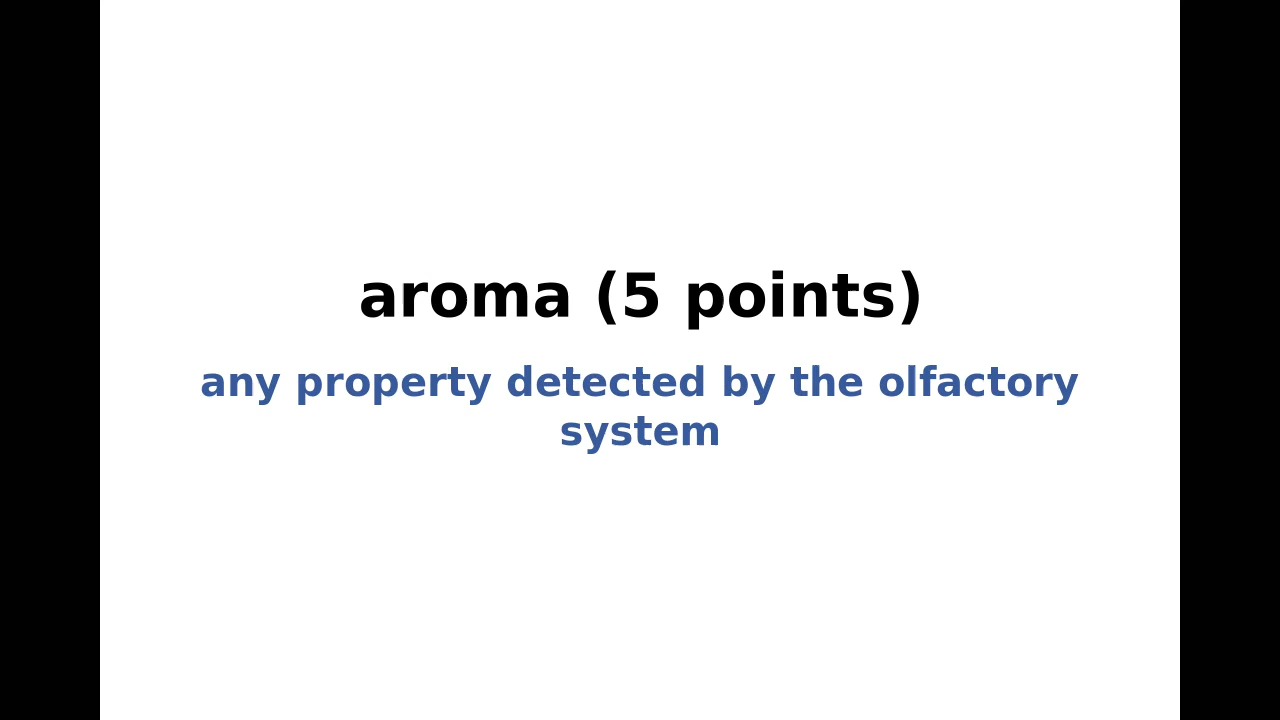 aroma (5 points)
any property detected by the olfactory
system